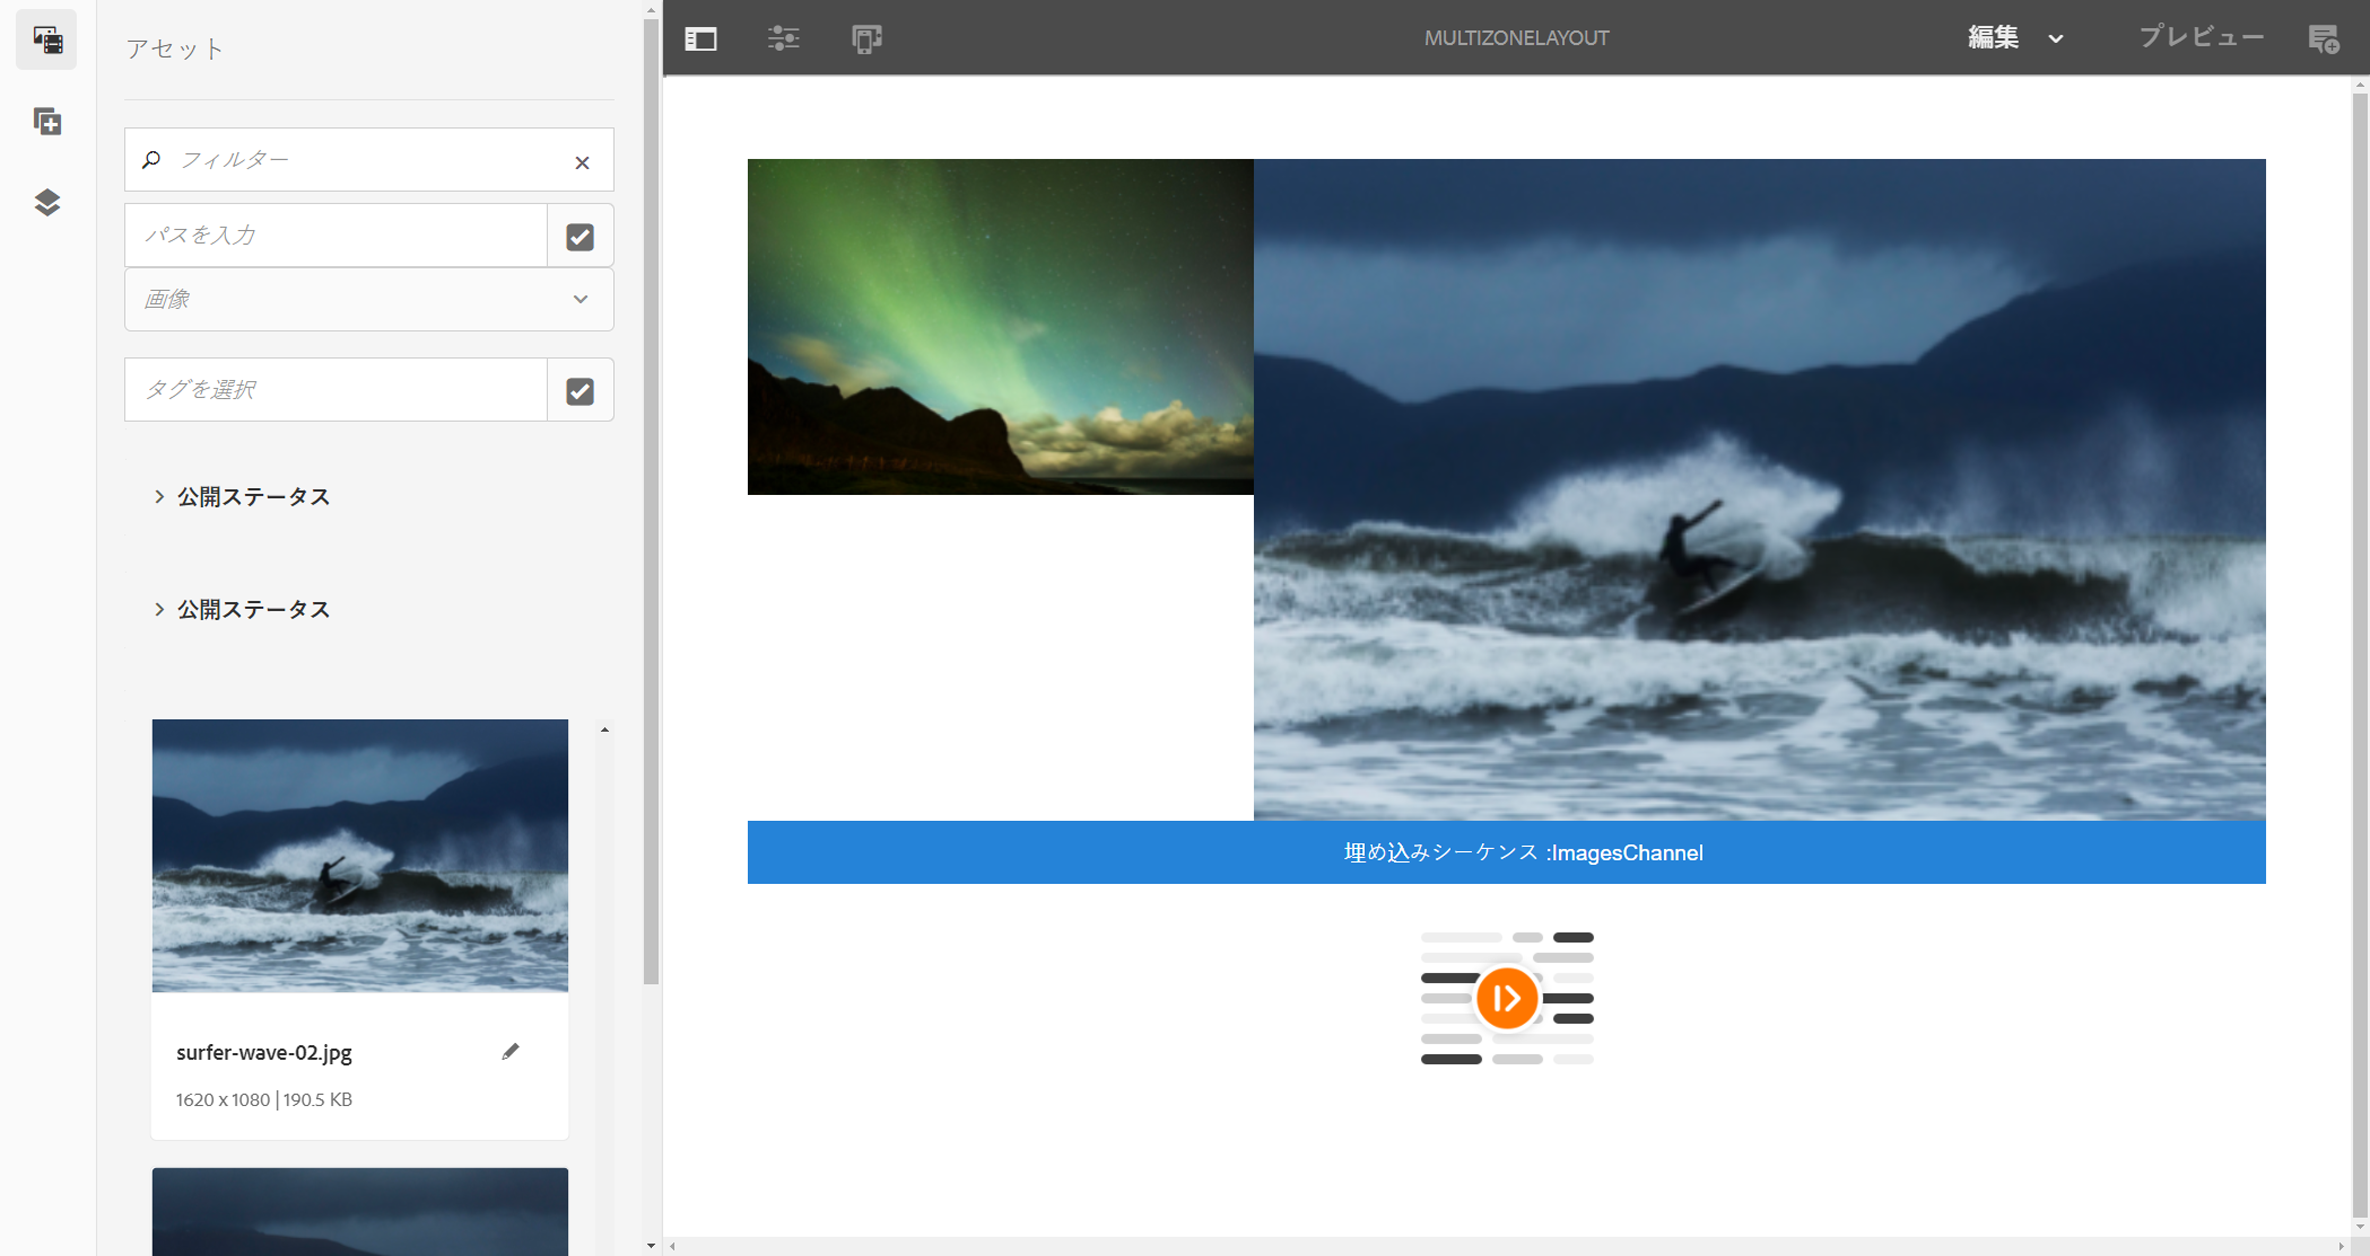 アセット
MULTIZONELAYOUT
編集
プレビュー
フィルター
パスを入力
画像
タグを選択
公開ステータス
公開ステータス
surfer-wave-02.jpg
1620 x 1080 | 190.5 KB
埋め込みシーケンス :ImagesChannel